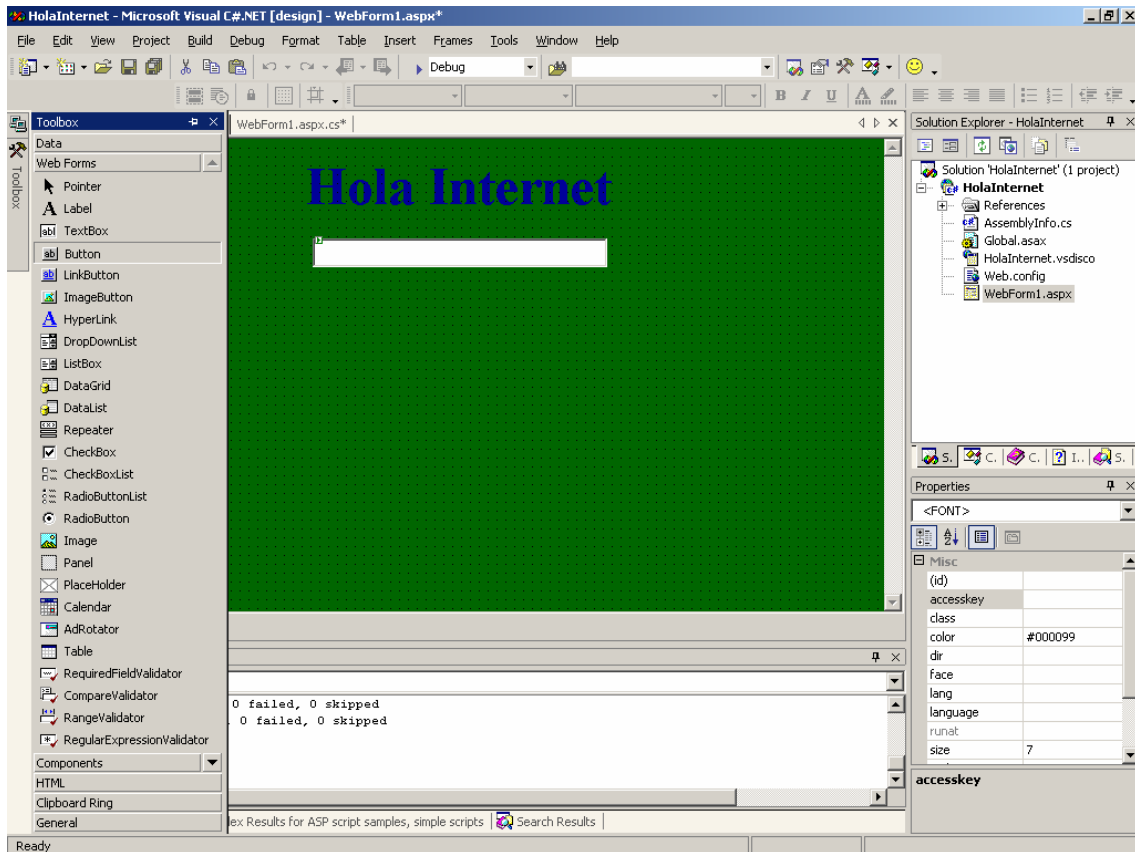 HolaInternet - Microsoft Visual C#.NET [design] - WebForm1.aspx*
File Edit View Project Build Debug Format Table Insert Frames Tools Window Help
Debug
B I U
Toolbox
Toolbox
Data
Web Forms
Pointer
Label
TextBox
Button
LinkButton
ImageButton
HyperLink
DropDownList
ListBox
DataGrid
DataList
Repeater
CheckBox
CheckBoxList
RadioButtonList
RadioButton
Image
Panel
PlaceHolder
Calendar
AdRotator
Table
RequiredFieldValidator
CompareValidator
RangeValidator
RegularExpressionValidator
Components
HTML
Clipboard Ring
General
WebForm1.aspx.cs*
Hola Internet
0 failed, 0 skipped
0 failed, 0 skipped
ex Results for ASP script samples, simple scripts Search Results
Solution Explorer - HolaInternet
Solution 'HolaInternet' (1 project)
HolaInternet
References
AssemblyInfo.cs
Global.asax
HolaInternet.vsdisco
Web.config
WebForm1.aspx
S. C. C. I.. S.
Properties
<FONT>
Misc
(id)
accesskey
class
color #000099
dir
face
lang
language
runat
size 7
accesskey
Ready